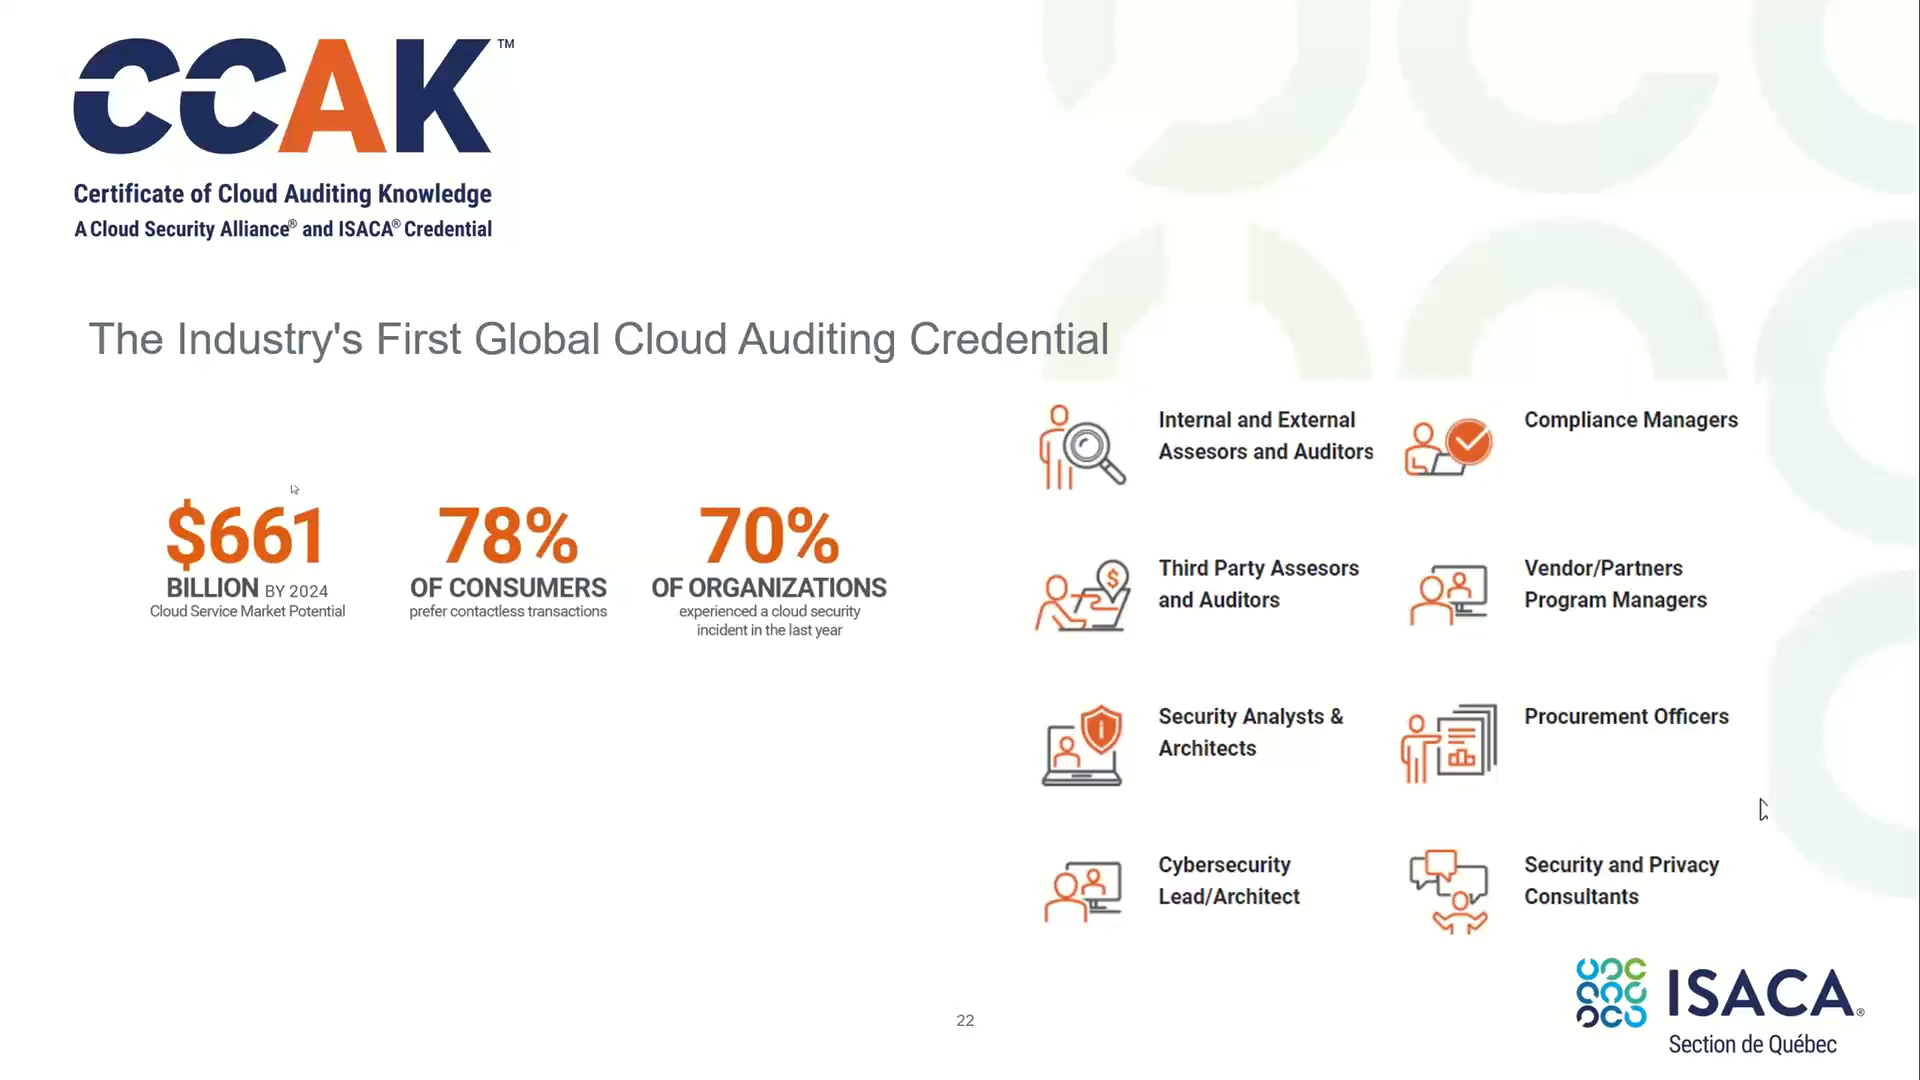 CCAK™
Certificate of Cloud Auditing Knowledge
A Cloud Security Alliance® and ISACA® Credential
The Industry's First Global Cloud Auditing Credential
$661
BILLION BY 2024
Cloud Service Market Potential
78%
OF CONSUMERS
prefer contactless transactions
70%
OF ORGANIZATIONS
experienced a cloud security
incident in the last year
Internal and External
Assesors and Auditors
Compliance Managers
Third Party Assesors
and Auditors
Vendor/Partners
Program Managers
Security Analysts &
Architects
Procurement Officers
Cybersecurity
Lead/Architect
Security and Privacy
Consultants
22
ISACA®
Section de Québec